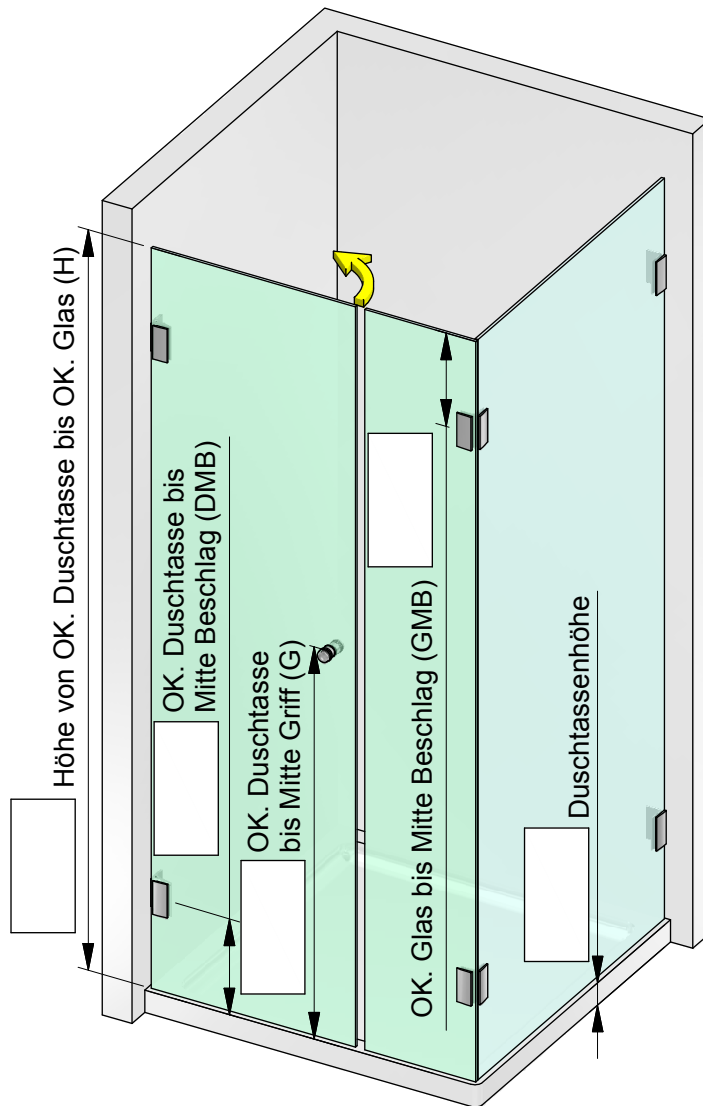 Höhe von OK. Duschtasse bis OK. Glas (H)
OK. Duschtasse bis
Mitte Beschlag (DMB)
OK. Duschtasse
bis Mitte Griff (G)
OK. Glas bis Mitte Beschlag (GMB)
Duschtassenhöhe